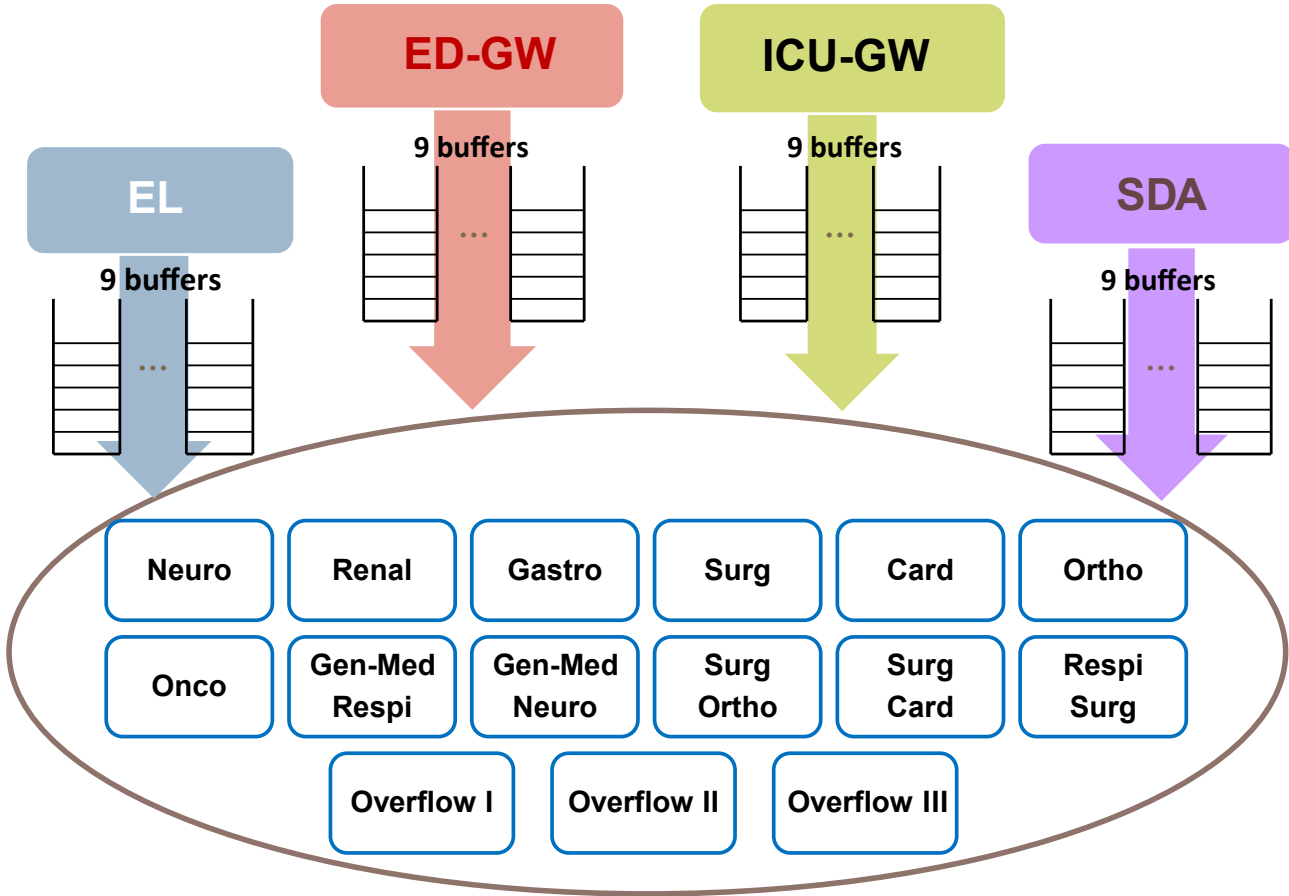 ED-GW
ICU-GW
EL
SDA
9 buffers
9 buffers
9 buffers
9 buffers
...
...
...
...
Neuro
Renal
Gastro
Surg
Card
Ortho
Onco
Gen-Med
Respi
Gen-Med
Neuro
Surg
Ortho
Surg
Card
Respi
Surg
Overflow I
Overflow II
Overflow III